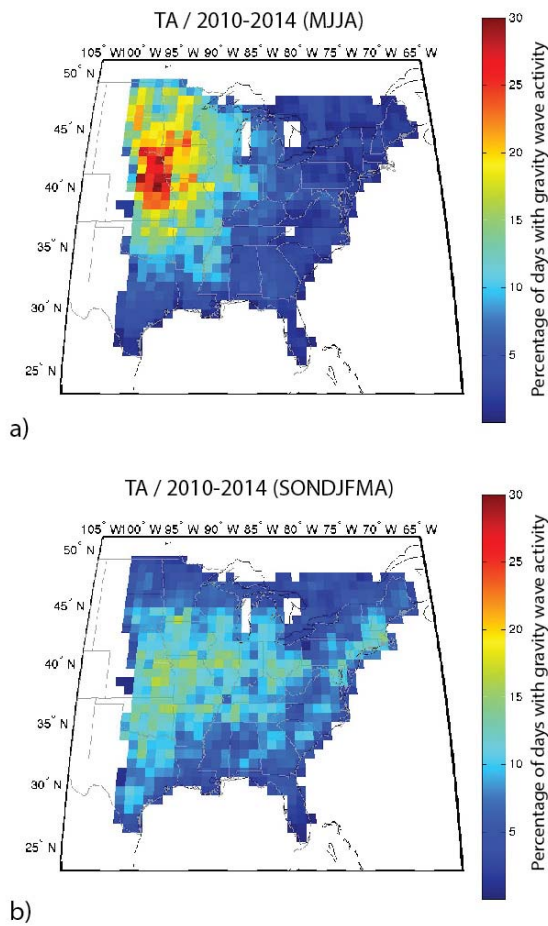 TA / 2010-2014 (MJJA)
105° W 100° W 95° W 90° W 85° W 80° W 75° W 70° W 65° W
50° N
45° N
40° N
35° N
30° N
25° N
30
25
20
15
10
5
Percentage of days with gravity wave activity
a)
TA / 2010-2014 (SONDJFMA)
105° W 100° W 95° W 90° W 85° W 80° W 75° W 70° W 65° W
50° N
45° N
40° N
35° N
30° N
25° N
30
25
20
15
10
5
Percentage of days with gravity wave activity
b)